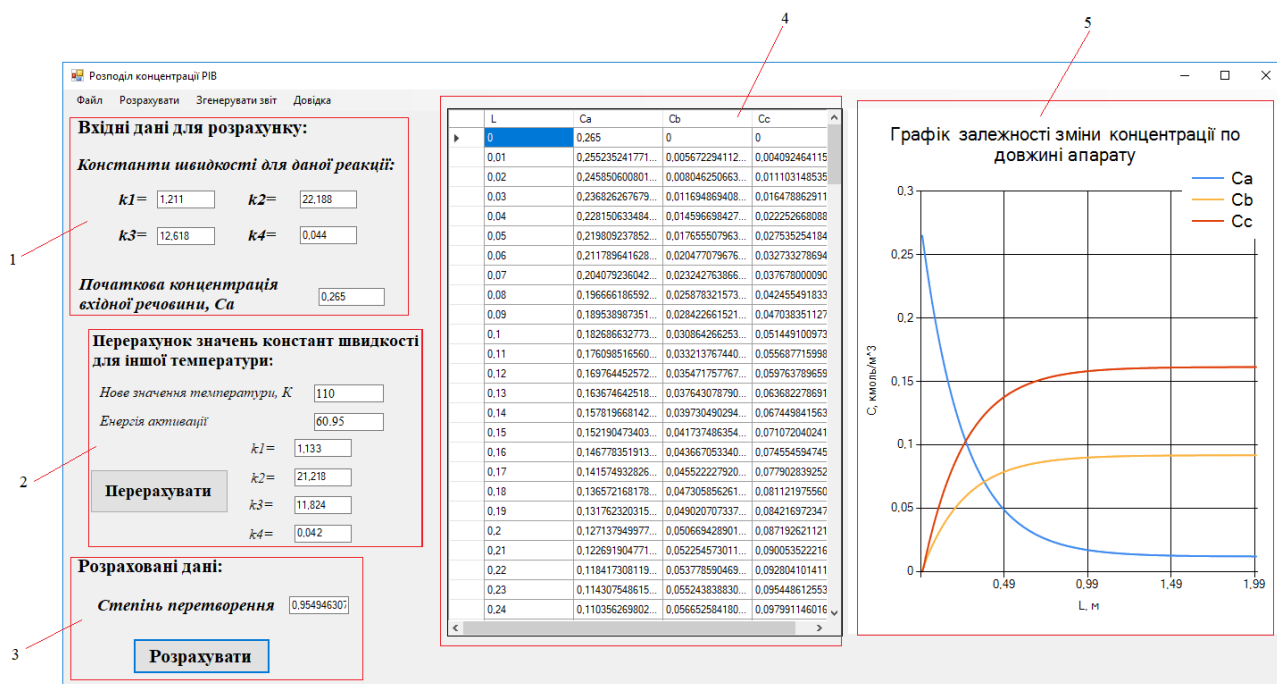 4
5
1
2
3
Розподіл концентрації РІВ
Файл Розрахувати Згенерувати звіт Довідка
Вхідні дані для розрахунку:
Константи швидкості для даної реакції:
k1= 1,211 k2= 22,188
k3= 12,618 k4= 0,044
Початкова концентрація
вхідної речовини, Ca 0,265
Перерахунок значень констант швидкості
для іншої температури:
Нове значення температури, К 110
Енергія активації 60.95
k1= 1,133
k2= 21,218
k3= 11,824
k4= 0,042
Перерахувати
Розраховані дані:
Степінь перетворення 0,954946307
Розрахувати
L Ca Cb Cc
0 0,265 0 0
0,01 0,255235241771... 0,005672294112... 0,004092464115
0,02 0,245850600801... 0,008046250663... 0,011103148535
0,03 0,236826267679... 0,011694869408... 0,016478862911
0,04 0,228150633484... 0,014596698427... 0,022252668088
0,05 0,219809237852... 0,017655507963... 0,027535254184
0,06 0,211789641628... 0,020477079676... 0,032733278694
0,07 0,204079236042... 0,023242763866... 0,037678000090
0,08 0,196666186592... 0,025878321573... 0,042455491833
0,09 0,189538987351... 0,028422661521... 0,047038351127
0,1 0,182686632773... 0,030864266253... 0,051449100973
0,11 0,176098516560... 0,033213767440... 0,055687715998
0,12 0,169764452572... 0,035471757767... 0,059763789659
0,13 0,163674642518... 0,037643078790... 0,063682278691
0,14 0,157819668142... 0,039730490294... 0,067449841563
0,15 0,152190473403... 0,041737486354... 0,071072040241
0,16 0,146778351913... 0,043667053340... 0,074554594745
0,17 0,141574932826... 0,045522227920... 0,077902839252
0,18 0,136572168178... 0,047305856261... 0,081121975560
0,19 0,131762320315... 0,049020707337... 0,084216972347
0,2 0,127137949977... 0,050669428901... 0,087192621121
0,21 0,122691904771... 0,052254573011... 0,090053522216
0,22 0,118417308119... 0,053778590469... 0,092804101411
0,23 0,114307548615... 0,055243838830... 0,095448612553
0,24 0,110356269802... 0,056652584180... 0,097991146016
Графік залежності зміни концентрації по
довжині апарату
Ca
Cb
Cc
C, кмоль/м^3
0,3
0,25
0,2
0,15
0,1
0,05
0
0,49 0,99 1,49 1,99
L, м